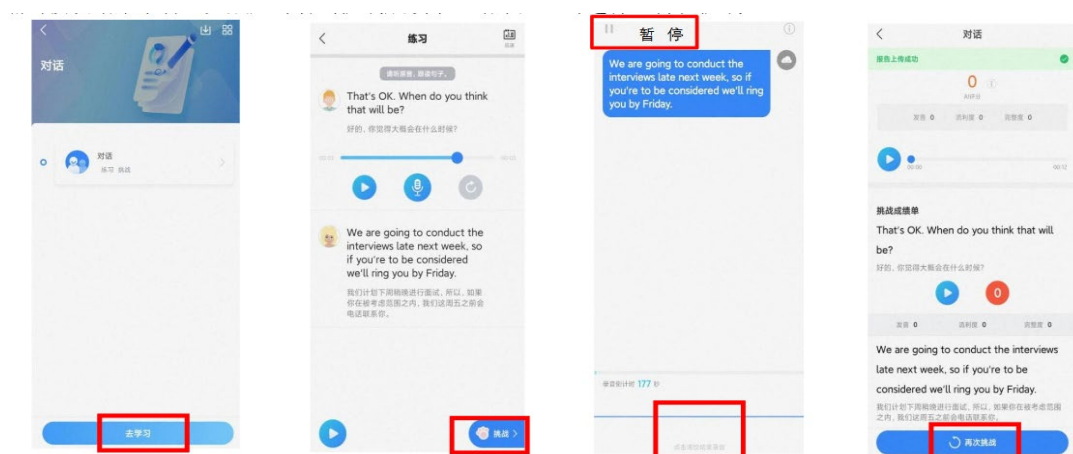 对话
对话
练习 挑战
去学习
练习
请听原音，跟读句子。
That's OK. When do you think
that will be?
好的，你觉得大概会在什么时候？
We are going to conduct the
interviews late next week, so
if you're to be considered
we'll ring you by Friday.
我们计划下周稍晚进行面试，所以，如果
你在被考虑范围之内，我们这周五之前会
电话联系你。
挑战 >
暂 停
We are going to conduct the
interviews late next week, so if
you're to be considered we'll ring
you by Friday.
录音倒计时 177 秒
对话
报告上传成功
0
发音 0 流利度 0 完整度 0
00:00
00:12
挑战成绩单
That's OK. When do you think that will
be?
好的，你觉得大概会在什么时候？
0
发音 0 流利度 0 完整度 0
We are going to conduct the interviews
late next week, so if you're to be
considered we'll ring you by Friday.
我们计划下周稍晚进行面试，所以，如果你在被考虑范围
之内，我们这周五之前会电话联系你。
再次挑战